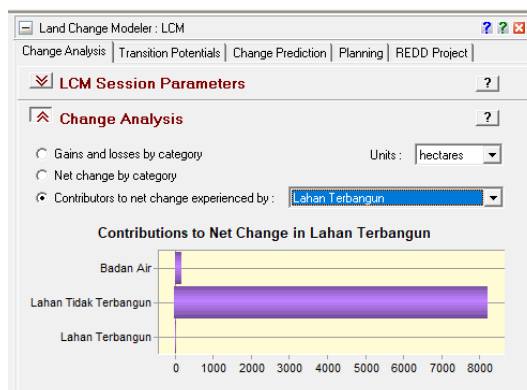 Land Change Modeler : LCM
? ?
Change Analysis Transition Potentials Change Prediction Planning REDD Project
LCM Session Parameters ?
Change Analysis ?
Gains and losses by category Units : hectares
Net change by category
Contributors to net change experienced by : Lahan Terbangun
Contributions to Net Change in Lahan Terbangun
Badan Air
Lahan Tidak Terbangun
Lahan Terbangun
0 1000 2000 3000 4000 5000 6000 7000 8000